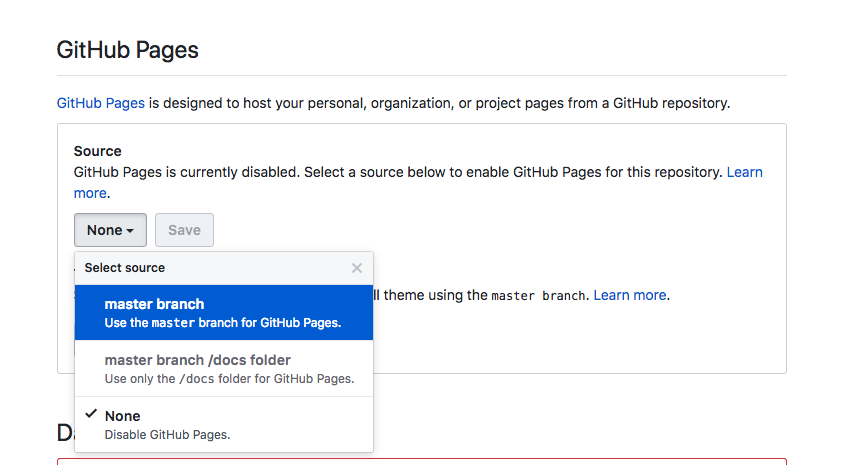 GitHub Pages
GitHub Pages is designed to host your personal, organization, or project pages from a GitHub repository.
Source
GitHub Pages is currently disabled. Select a source below to enable GitHub Pages for this repository. Learn
more.
None
Save
Select source
theme using the master branch. Learn more.
master branch
Use the master branch for GitHub Pages.
master branch /docs folder
Use only the /docs folder for GitHub Pages.
None
Disable GitHub Pages.